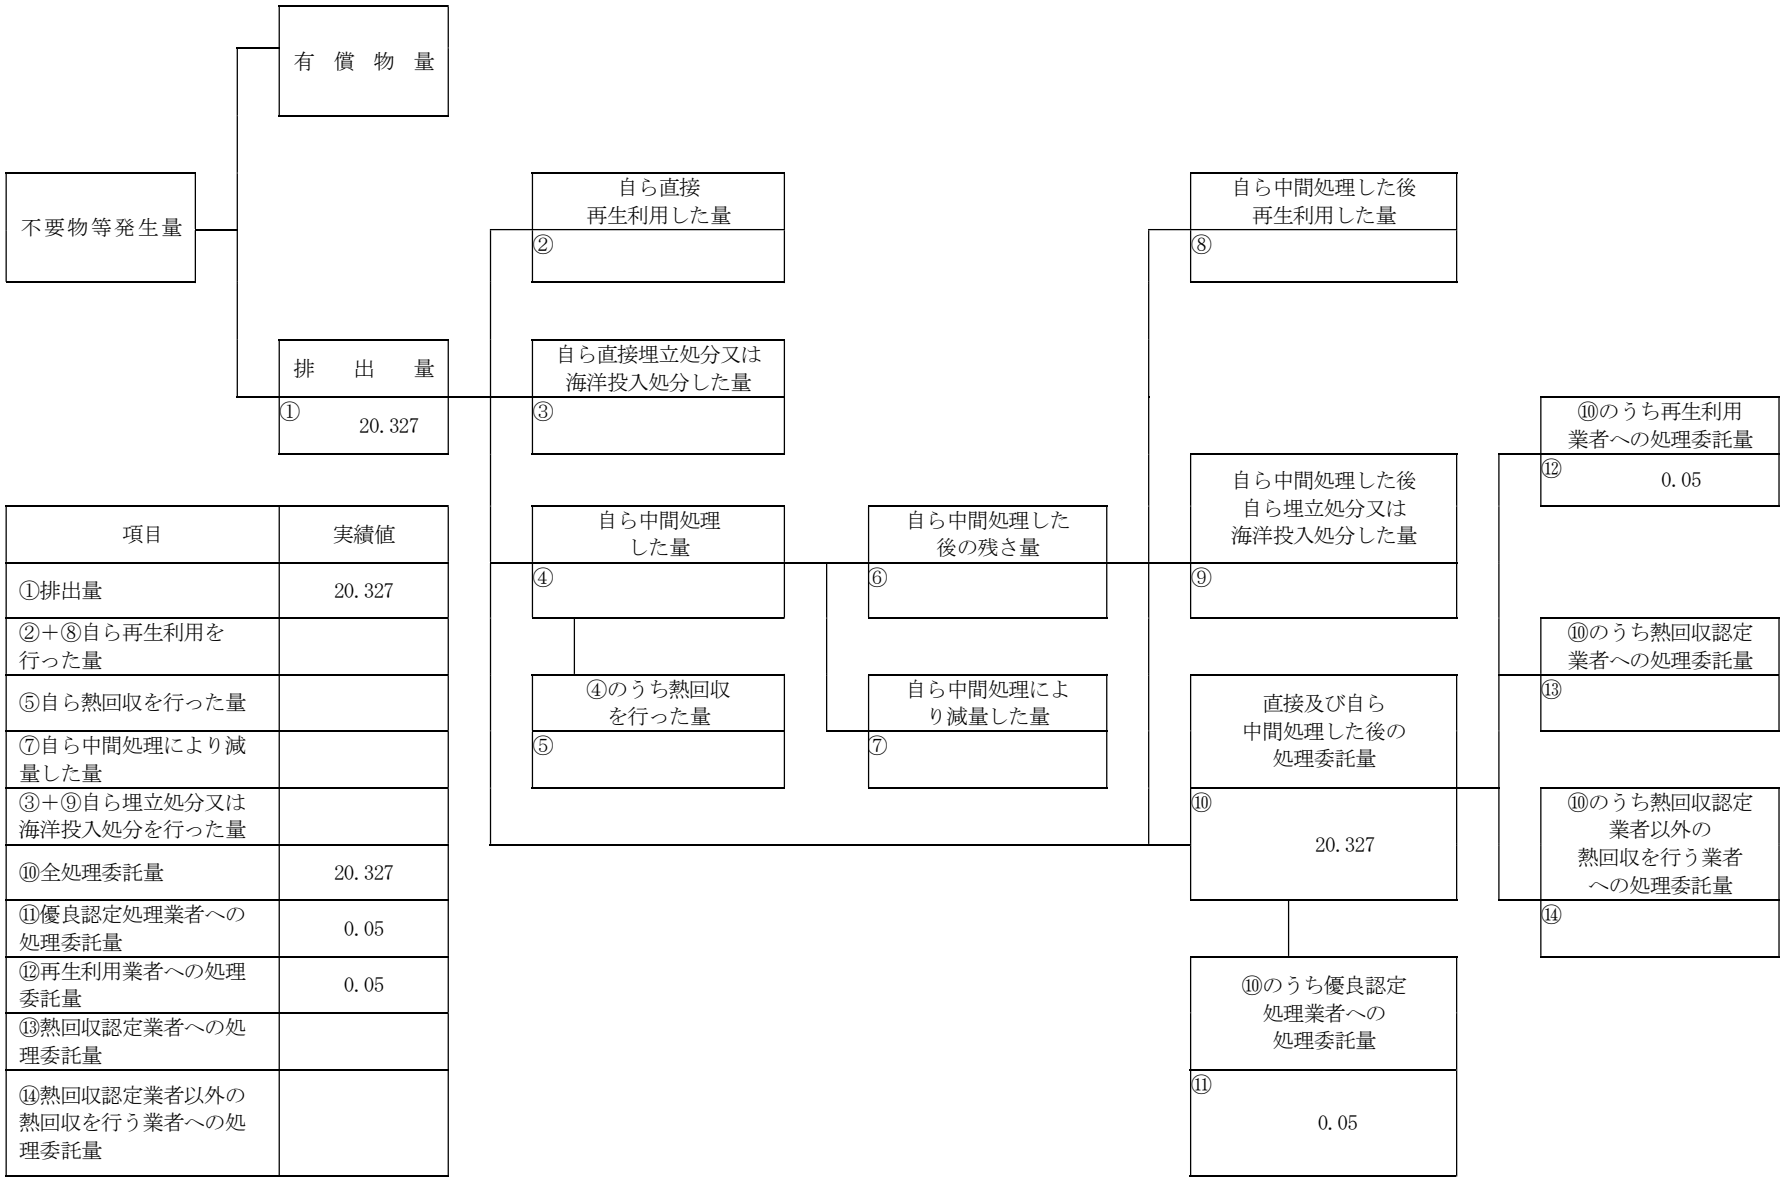 有償物量
不要物等発生量
自ら直接
再生利用した量
②
自ら中間処理した後
再生利用した量
⑧
排出量
①
20.327
自ら直接埋立処分又は
海洋投入処分した量
③
⑩のうち再生利用
業者への処理委託量
⑫
0.05
自ら中間処理した後
自ら埋立処分又は
海洋投入処分した量
⑨
自ら中間処理
した量
④
自ら中間処理した
後の残さ量
⑥
⑩のうち熱回収認定
業者への処理委託量
⑬
④のうち熱回収
を行った量
⑤
自ら中間処理によ
り減量した量
⑦
直接及び自ら
中間処理した後の
処理委託量
⑩
20.327
⑩のうち熱回収認定
業者以外の
熱回収を行う業者
への処理委託量
⑭
⑩のうち優良認定
処理業者への
処理委託量
⑪
0.05
項目 実績値
①排出量 20.327
②+⑧自ら再生利用を
行った量
⑤自ら熱回収を行った量
⑦自ら中間処理により減
量した量
③+⑨自ら埋立処分又は
海洋投入処分を行った量
⑩全処理委託量 20.327
⑪優良認定処理業者への
処理委託量 0.05
⑫再生利用業者への処理
委託量 0.05
⑬熱回収認定業者への処
理委託量
⑭熱回収認定業者以外の
熱回収を行う業者への処
理委託量